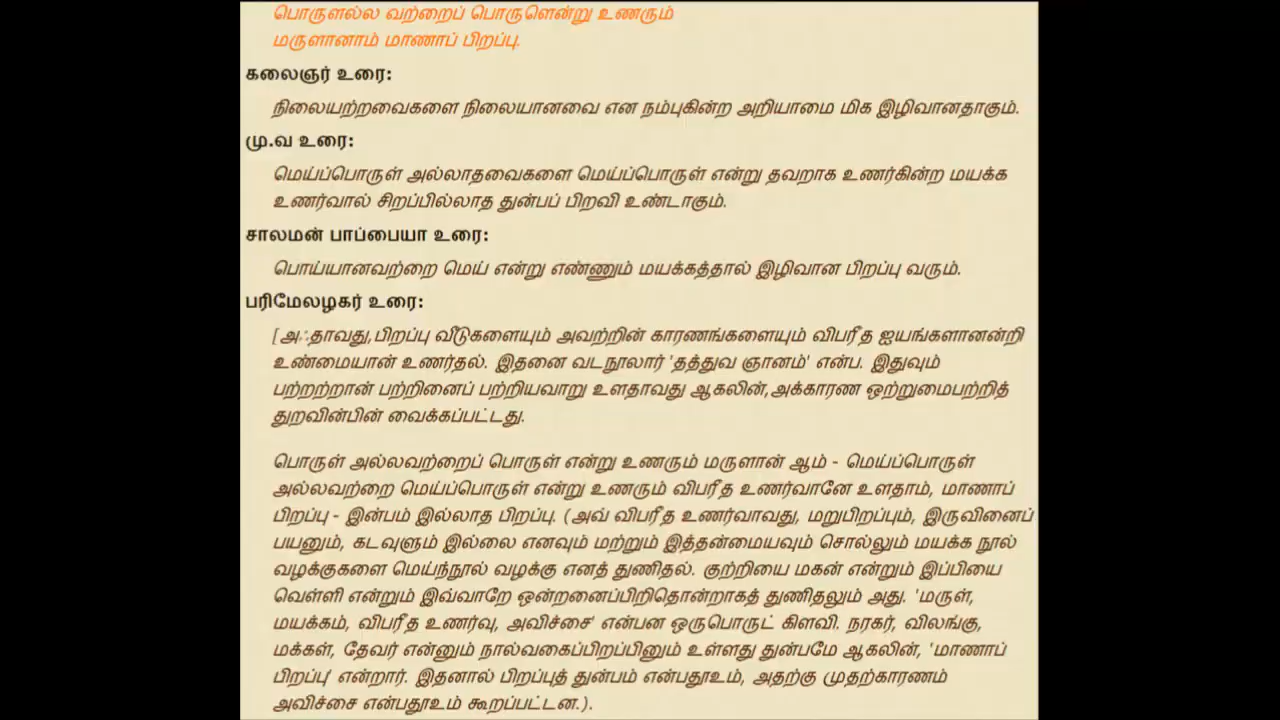 பொருளல்ல வற்றைப் பொருளென்று உணரும்
மருளானாம் மாணாப் பிறப்பு.
கலைஞர் உரை:
நிலையற்றவைகளை நிலையானவை என நம்புகின்ற அறியாமை மிக இழிவானதாகும்.
மு.வ உரை:
மெய்ப்பொருள் அல்லாதவைகளை மெய்ப்பொருள் என்று தவறாக உணர்கின்ற மயக்க
உணர்வால் சிறப்பில்லாத துன்பப் பிறவி உண்டாகும்.
சாலமன் பாப்பையா உரை:
பொய்யானவற்றை மெய் என்று எண்ணும் மயக்கத்தால் இழிவான பிறப்பு வரும்.
பரிமேலழகர் உரை:
[அஃதாவது,பிறப்பு வீடுகளையும் அவற்றின் காரணங்களையும் விபரீத ஐயங்களானன்றி
உண்மையான் உணர்தல். இதனை வடநூலார் 'தத்துவ ஞானம்' என்ப. இதுவும்
பற்றற்றான் பற்றினைப் பற்றியவாறு உளதாவது ஆகலின்,அக்காரண ஒற்றுமைபற்றித்
துறவின்பின் வைக்கப்பட்டது.
பொருள் அல்லவற்றைப் பொருள் என்று உணரும் மருளான் ஆம் - மெய்ப்பொருள்
அல்லவற்றை மெய்ப்பொருள் என்று உணரும் விபரீத உணர்வானே உளதாம், மாணாப்
பிறப்பு - இன்பம் இல்லாத பிறப்பு. (அவ் விபரீத உணர்வாவது, மறுபிறப்பும், இருவினைப்
பயனும், கடவுளும் இல்லை எனவும் மற்றும் இத்தன்மையவும் சொல்லும் மயக்க நூல்
வழக்குகளை மெய்ந்நூல் வழக்கு எனத் துணிதல். குற்றியை மகன் என்றும் இப்பியை
வெள்ளி என்றும் இவ்வாறே ஒன்றனைப்பிறிதொன்றாகத் துணிதலும் அது. 'மருள்,
மயக்கம், விபரீத உணர்வு, அவிச்சை' என்பன ஒருபொருட் கிளவி. நரகர், விலங்கு,
மக்கள், தேவர் என்னும் நால்வகைப்பிறப்பினும் உள்ளது துன்பமே ஆகலின், 'மாணாப்
பிறப்பு' என்றார். இதனால் பிறப்புத் துன்பம் என்பதூஉம், அதற்கு முதற்காரணம்
அவிச்சை என்பதூஉம் கூறப்பட்டன.).